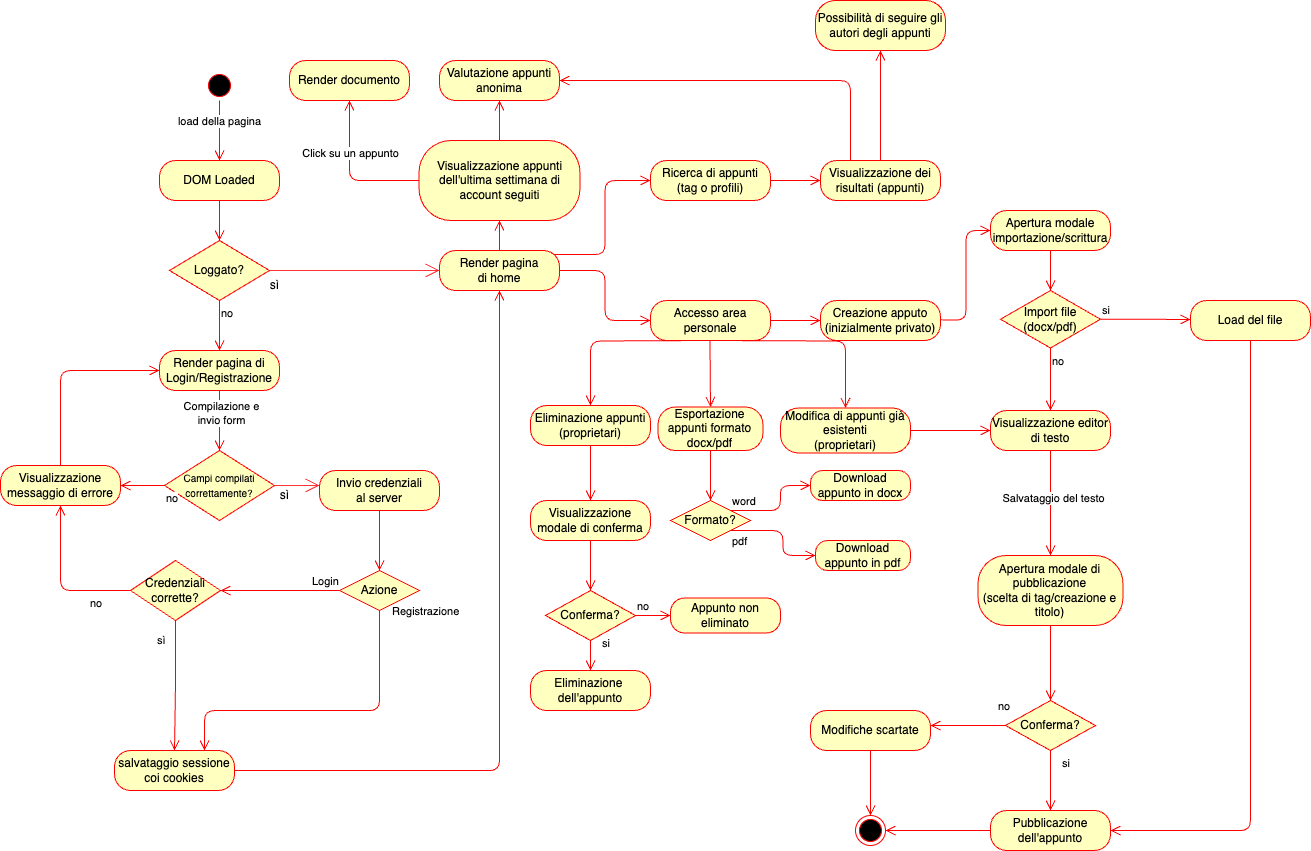 Possibilità di seguire gli
autori degli appunti
Render documento
Valutazione appunti
anonima
load della pagina
Click su un appunto
DOM Loaded
Visualizzazione appunti
dell'ultima settimana di
account seguiti
Ricerca di appunti
(tag o profili)
Visualizzazione dei
risultati (appunti)
Apertura modale
importazione/scrittura
Loggato?
sì
Render pagina
di home
no
Accesso area
personale
Creazione apputo
(inizialmente privato)
Import file
(docx/pdf)
si
Load del file
no
Render pagina di
Login/Registrazione
Compilazione e
invio form
Eliminazione appunti
(proprietari)
Esportazione
appunti formato
docx/pdf
Modifica di appunti già
esistenti
(proprietari)
Visualizzazione editor
di testo
Visualizzazione
messaggio di errore
no
Campi compilati
correttamente?
sì
Invio credenziali
al server
Visualizzazione
modale di conferma
Formato?
word
pdf
Download
appunto in docx
Download
appunto in pdf
Salvataggio del testo
Credenziali
corrette?
no
sì
Login
Azione
Registrazione
Conferma?
no
si
Appunto non
eliminato
Eliminazione
dell'appunto
Apertura modale di
pubblicazione
(scelta di tag/creazione e
titolo)
Modifiche scartate
no
Conferma?
si
salvataggio sessione
coi cookies
Pubblicazione
dell'appunto